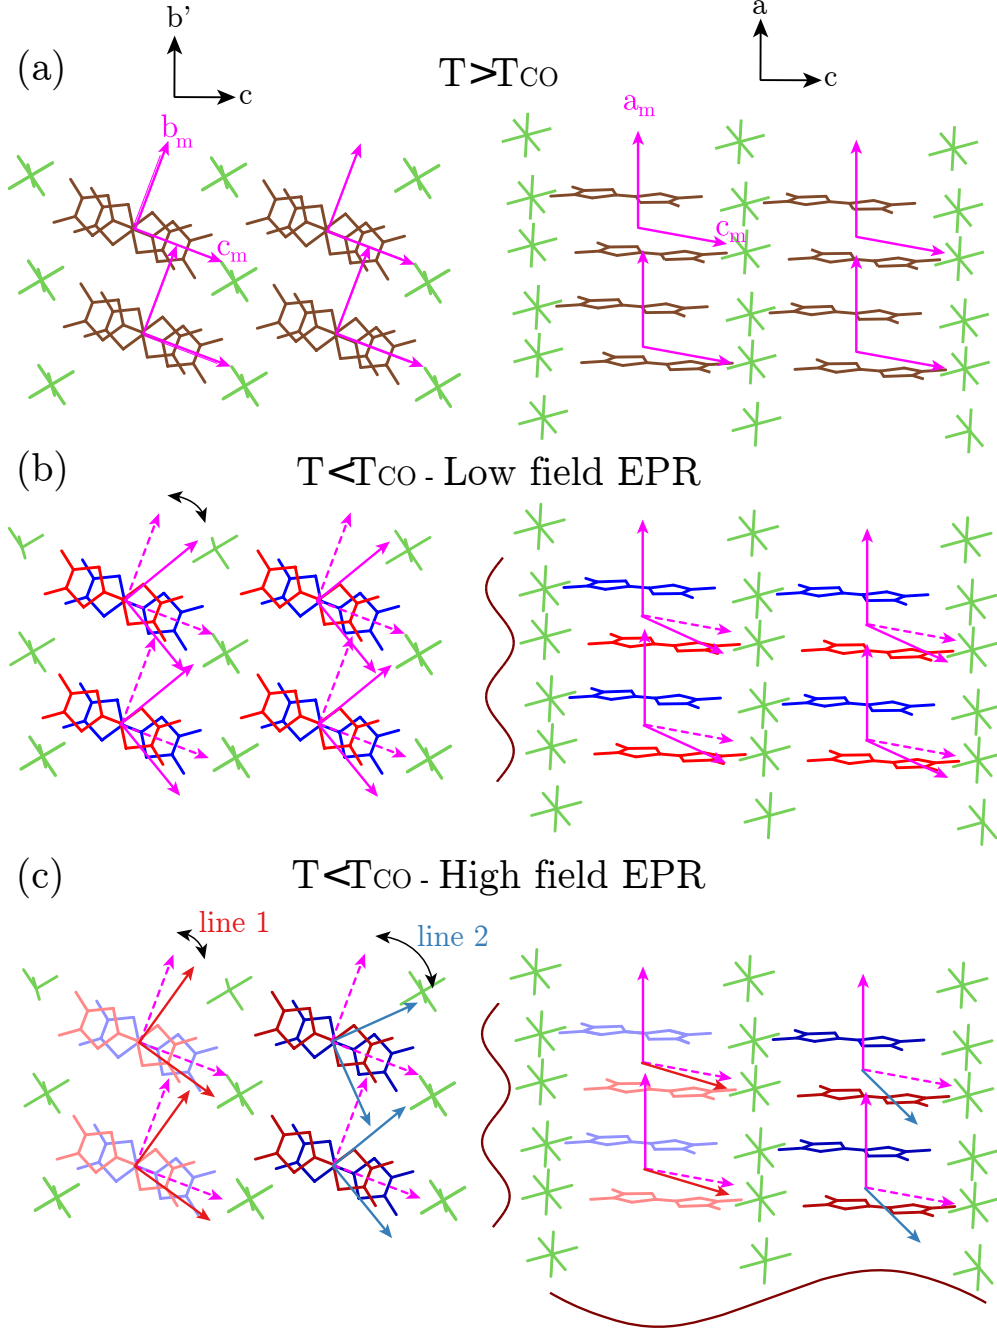 b’
a
(a)
T>TCO
c
c
b_m
a_m
c_m
c_m
(b)
T<TCO - Low field EPR
(c)
T<TCO - High field EPR
line 1
line 2